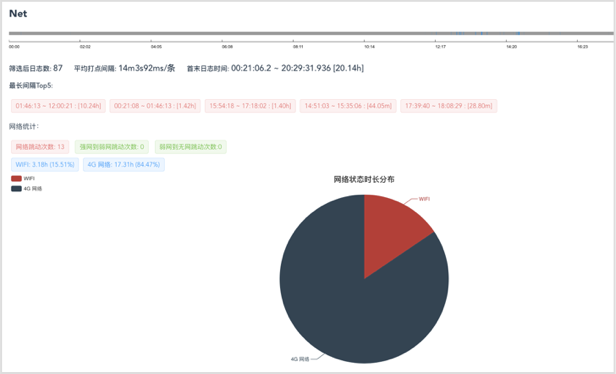 Net
00:00 02:02 04:05 06:08 08:11 10:14 12:17 14:20 16:23
筛选后日志数: 87 平均打点间隔: 14m3s92ms/条 首末日志时间: 00:21:06.2 ~ 20:29:31.936 [20.14h]
最长间隔Top5:
01:46:13 ~ 12:00:21 : [10.24h] 00:21:08 ~ 01:46:13 : [1.42h] 15:54:18 ~ 17:18:02 : [1.40h] 14:51:03 ~ 15:35:06 : [44.05m] 17:39:40 ~ 18:08:29 : [28.80m]
网络统计：
网络跳动次数: 13 强网到弱网跳动次数: 0 弱网到无网跳动次数:0
WIFI: 3.18h (15.51%) 4G 网络: 17.31h (84.47%)
WIFI
4G 网络
网络状态时长分布
WIFI
4G 网络